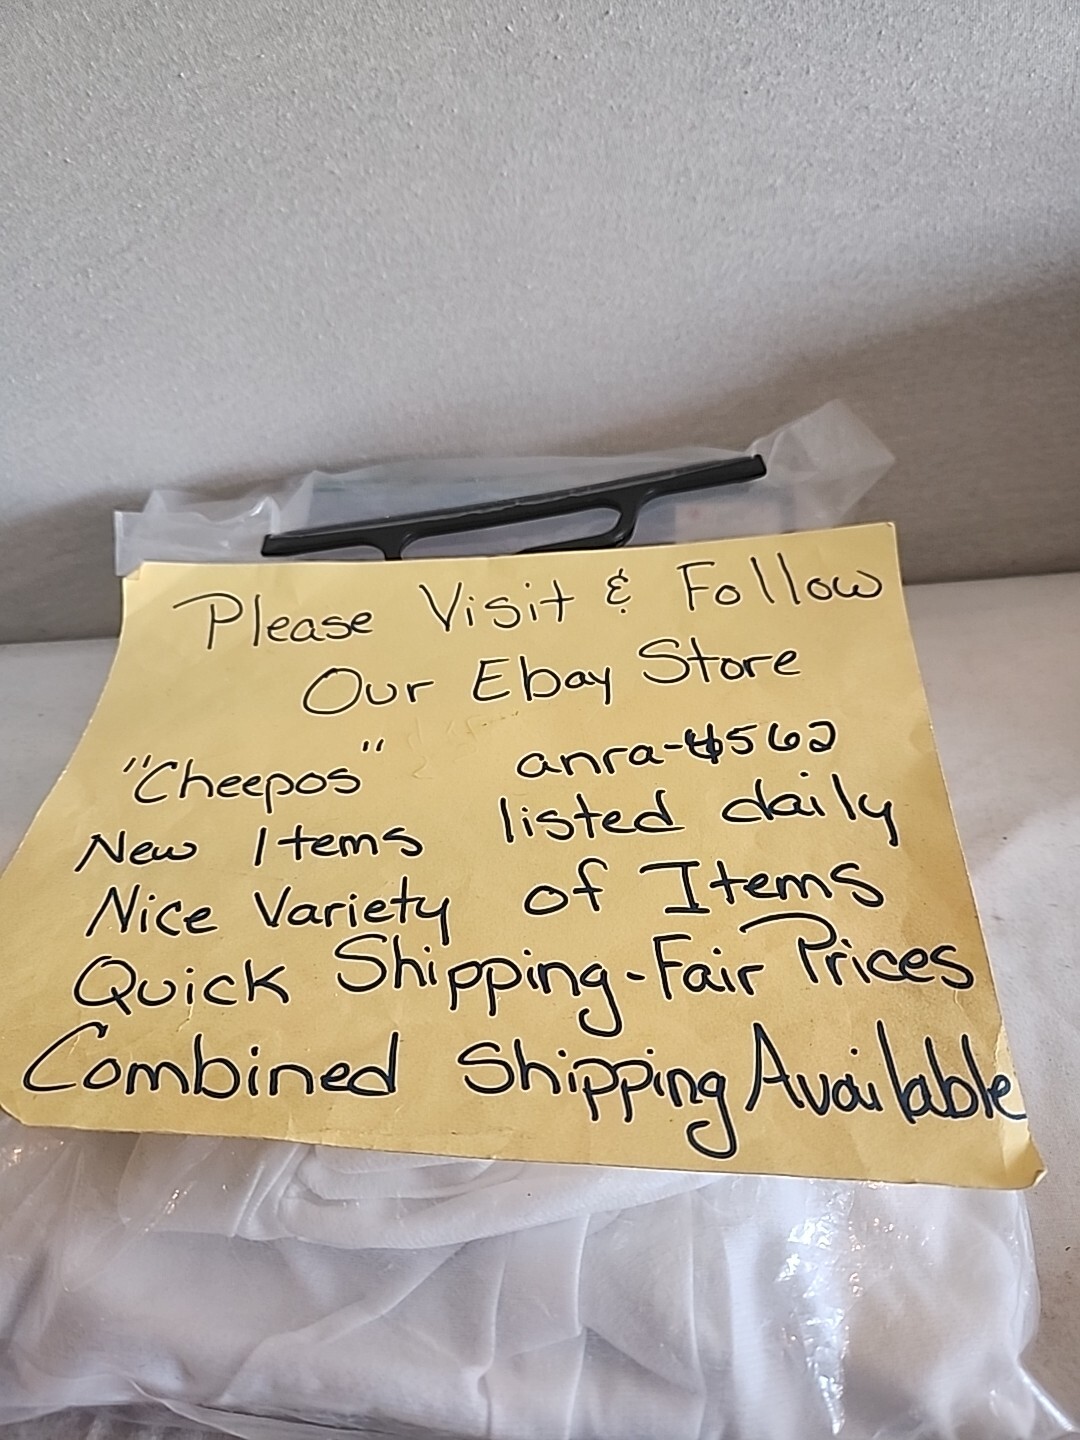 Please Visit & Follow
Our Ebay Store
"Cheepos" anra-4562
New Items listed daily
Nice Variety of Items
Quick Shipping-Fair Prices
Combined Shipping Available